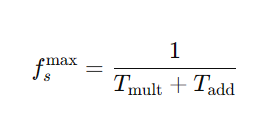 f_s^max = 1 / (T_mult + T_add)